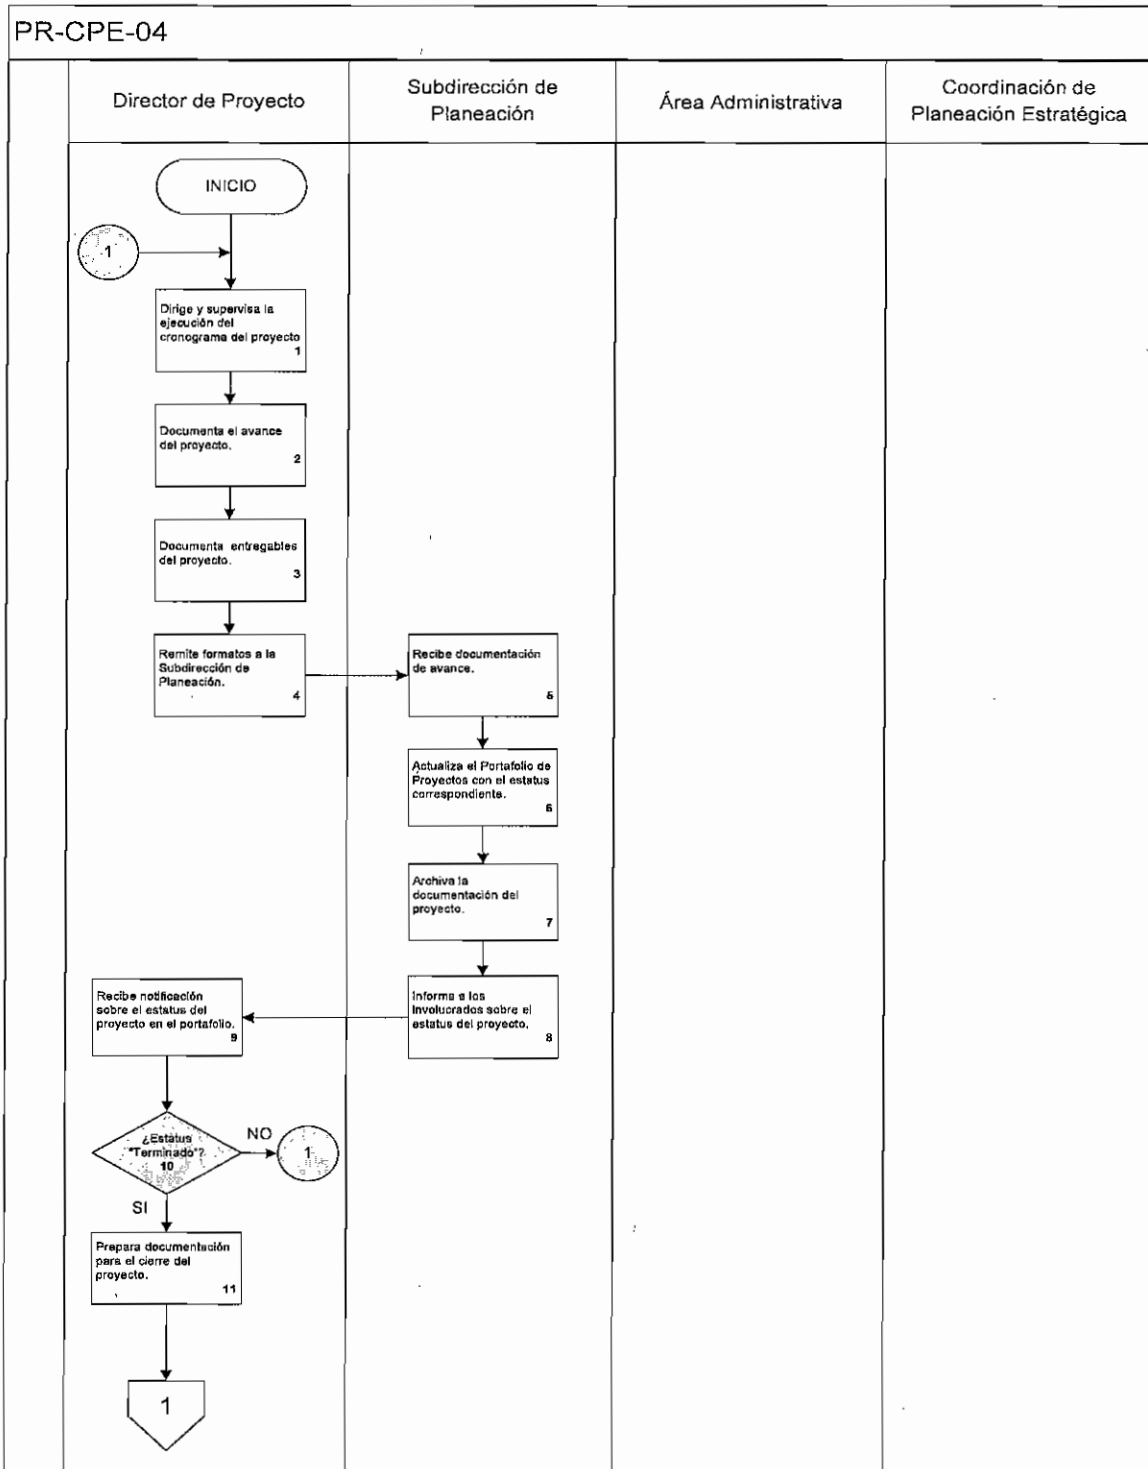 PR-CPE-04
Director de Proyecto
Subdirección de
Planeación
Área Administrativa
Coordinación de
Planeación Estratégica
INICIO
1
Dirige y supervisa la
ejecución del
cronograma del proyecto
1
Documenta el avance
del proyecto.
2
Documenta entregables
del proyecto.
3
Remite formatos a la
Subdirección de
Planeación.
4
Recibe documentación
de avance.
5
Actualiza el Portafolio de
Proyectos con el estatus
correspondiente.
6
Archiva la
documentación del
proyecto.
7
Informa a los
involucrados sobre el
estatus del proyecto.
8
Recibe notificación
sobre el estatus del
proyecto en el portafolio.
9
¿Estatus
"Terminado"?
10
NO
1
SI
Prepara documentación
para el cierre del
proyecto.
11
1